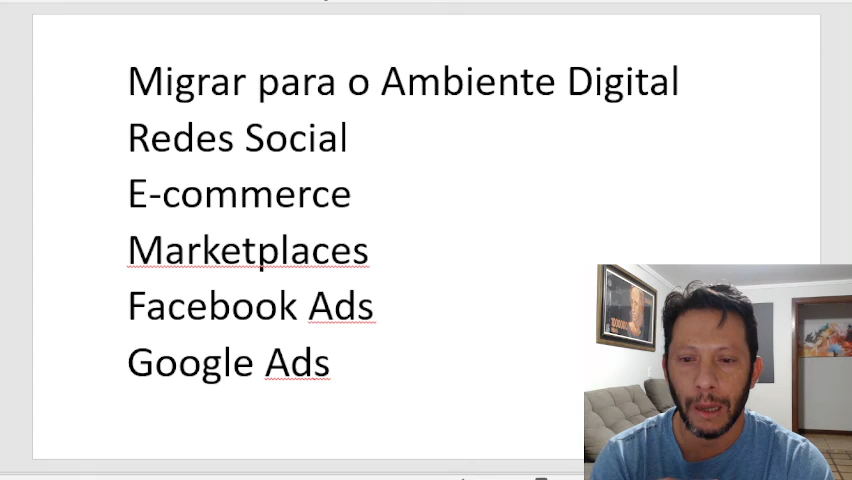 Migrar para o Ambiente Digital
Redes Social
E-commerce
Marketplaces
Facebook Ads
Google Ads